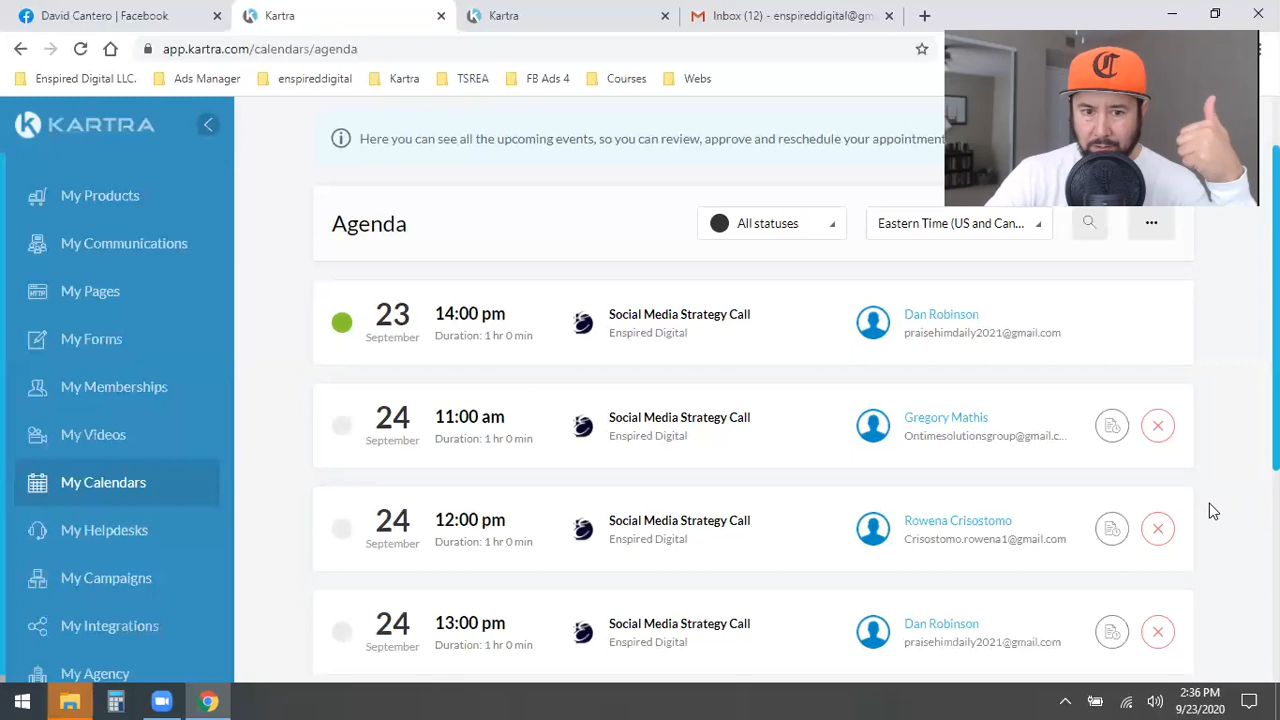 David Cantero | Facebook
Kartra
Kartra
Inbox (12) - enspireddigital@gm
app.kartra.com/calendars/agenda
Enspired Digital LLC.
Ads Manager
enspireddigital
Kartra
TSREA
FB Ads 4
Courses
Webs
KARTRA
Here you can see all the upcoming events, so you can review, approve and reschedule your appointment
My Products
My Communications
My Pages
My Forms
My Memberships
My Videos
My Calendars
My Helpdesks
My Campaigns
My Integrations
My Agency
Agenda
All statuses
Eastern Time (US and Can...
23
September
14:00 pm
Duration: 1 hr 0 min
Social Media Strategy Call
Enspired Digital
Dan Robinson
praisehimdaily2021@gmail.com
24
September
11:00 am
Duration: 1 hr 0 min
Social Media Strategy Call
Enspired Digital
Gregory Mathis
Ontimesolutionsgroup@gmail.c...
24
September
12:00 pm
Duration: 1 hr 0 min
Social Media Strategy Call
Enspired Digital
Rowena Crisostomo
Crisostomo.rowena1@gmail.com
24
September
13:00 pm
Duration: 1 hr 0 min
Social Media Strategy Call
Enspired Digital
Dan Robinson
praisehimdaily2021@gmail.com
C
2:36 PM
9/23/2020